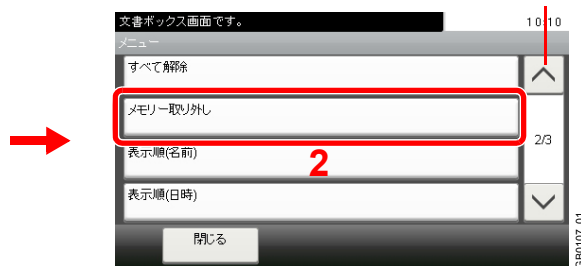 文書ボックス画面です。
10:10
メニュー
すべて解除
メモリー取り外し
2/3
表示順(名前)
2
表示順(日時)
閉じる
GB0107_01